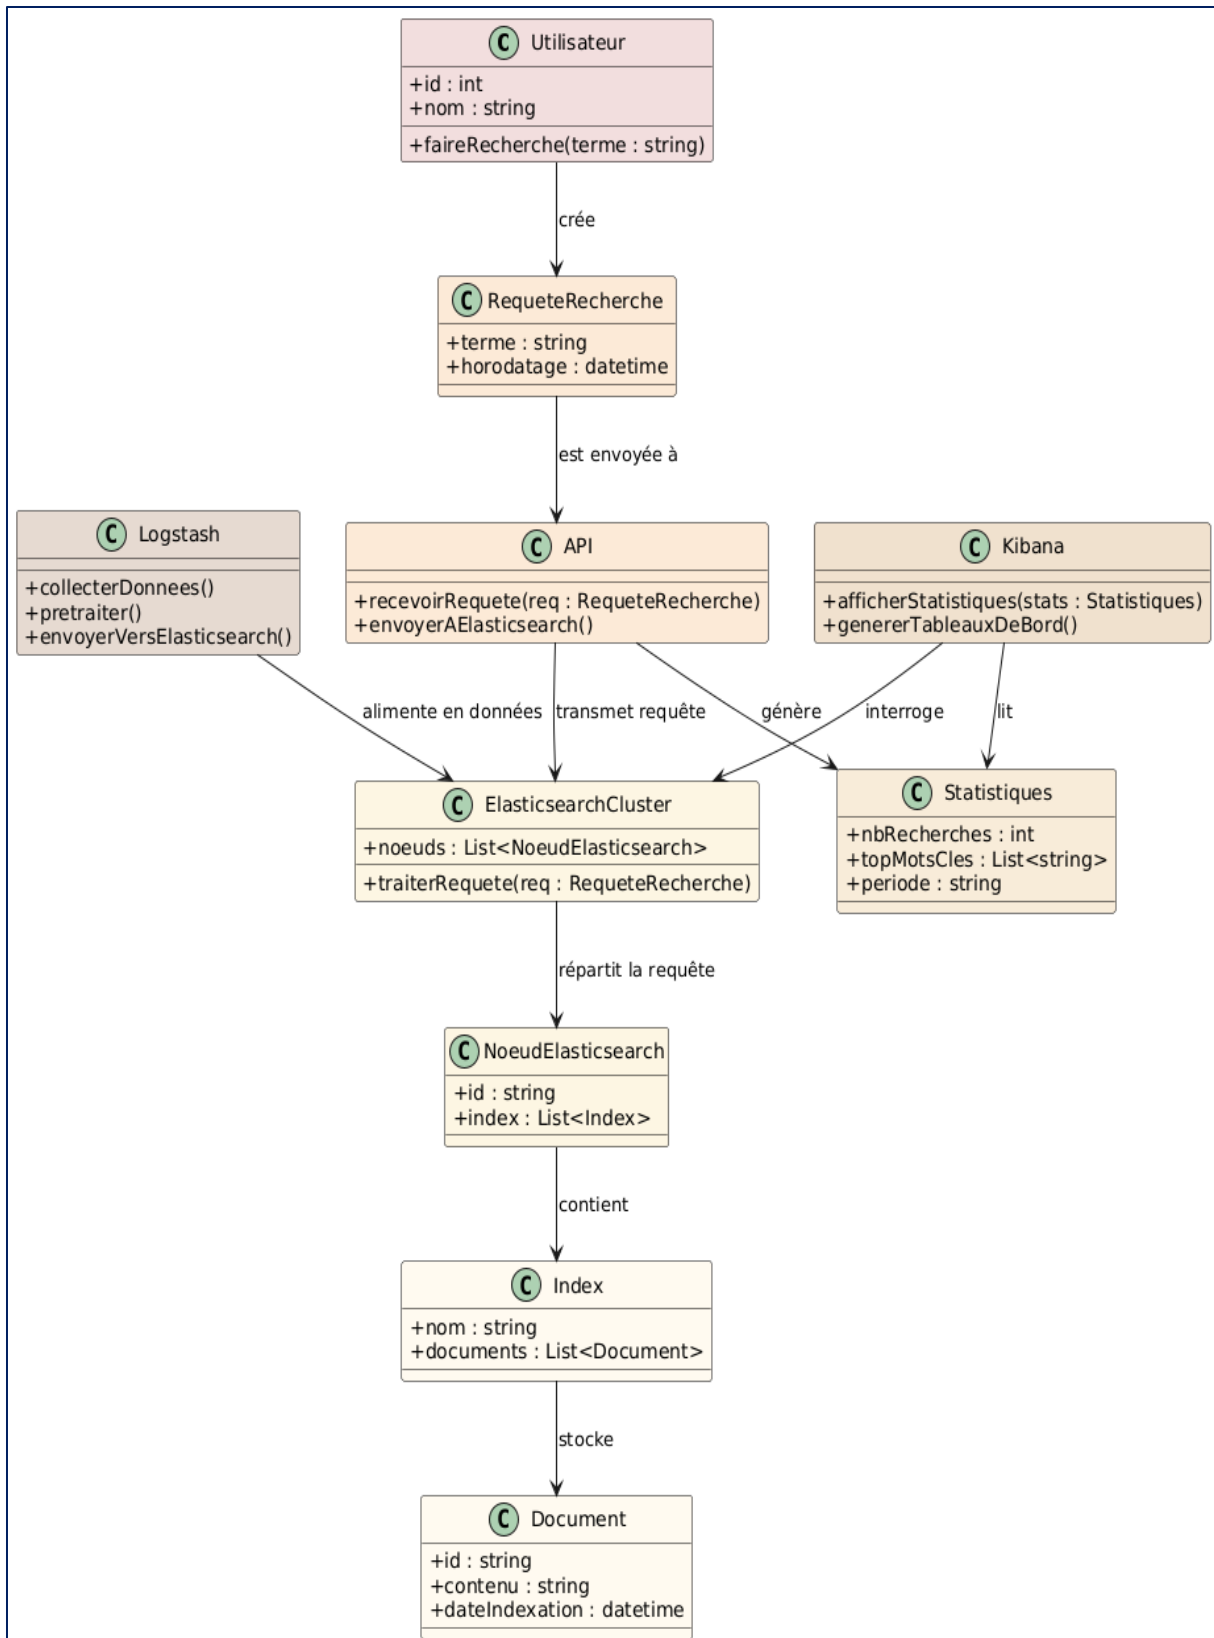 C Utilisateur
+id : int
+nom : string
+faireRecherche(terme : string)
crée
C RequeteRecherche
+terme : string
+horodatage : datetime
est envoyée à
C Logstash
+collecterDonnees()
+pretraiter()
+envoyerVersElasticsearch()
C API
+recevoirRequete(req : RequeteRecherche)
+envoyerAElasticsearch()
C Kibana
+afficherStatistiques(stats : Statistiques)
+genererTableauxDeBord()
alimente en données
transmet requête
génère
interroge
lit
C ElasticsearchCluster
+noeuds : List<NoeudElasticsearch>
+traiterRequete(req : RequeteRecherche)
C Statistiques
+nbRecherches : int
+topMotsCles : List<string>
+periode : string
répartit la requête
C NoeudElasticsearch
+id : string
+index : List<Index>
contient
C Index
+nom : string
+documents : List<Document>
stocke
C Document
+id : string
+contenu : string
+dateIndexation : datetime